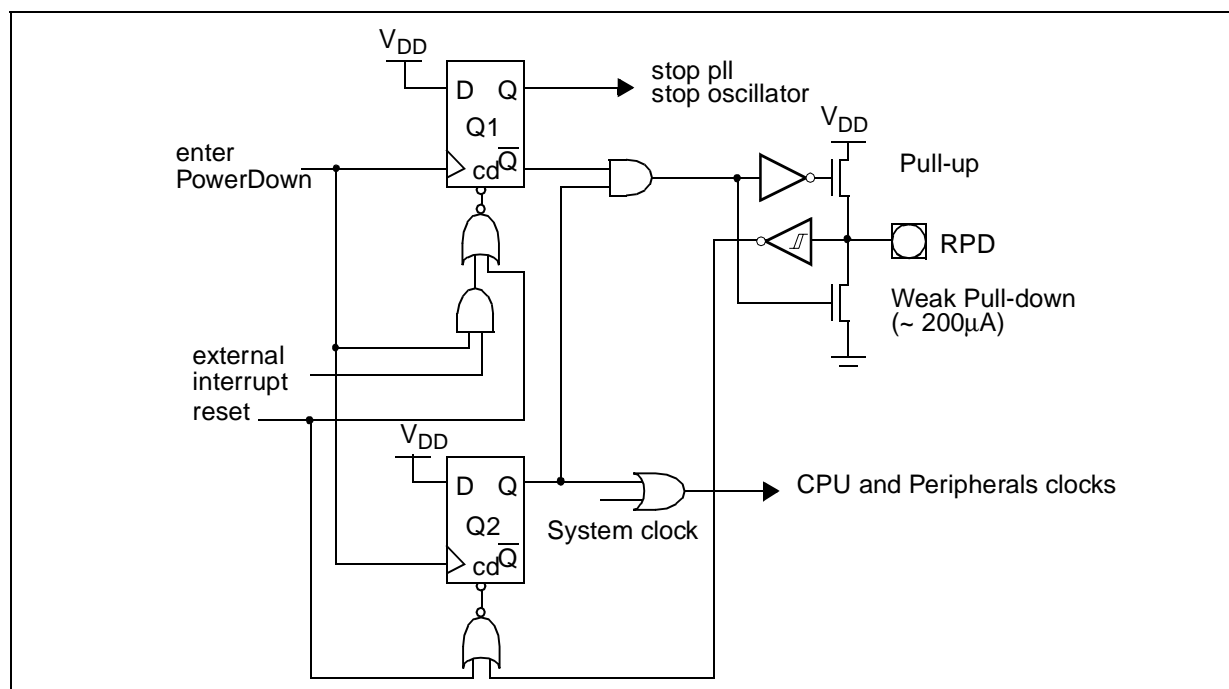 VDD
D Q
Q1
cd Q̅
stop pll
stop oscillator
enter
PowerDown
VDD
Pull-up
RPD
Weak Pull-down
(~ 200µA)
external
interrupt
reset
VDD
D Q
Q2
cd Q̅
System clock
CPU and Peripherals clocks